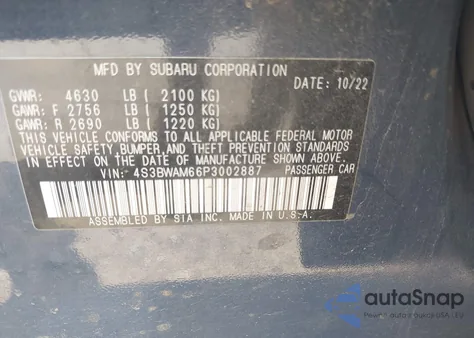 MFD BY SUBARU CORPORATION
DATE: 10/22
GVWR: 4630 LB ( 2100 KG)
GAWR: F 2756 LB ( 1250 KG)
GAWR: R 2690 LB ( 1220 KG)
THIS VEHICLE CONFORMS TO ALL APPLICABLE FEDERAL MOTOR
VEHICLE SAFETY, BUMPER, AND THEFT PREVENTION STANDARDS
IN EFFECT ON THE DATE OF MANUFACTURE SHOWN ABOVE.
VIN: 4S3BWAM66P3002887 PASSENGER CAR
ASSEMBLED BY SIA INC. MADE IN U.S.A.
autoSnap